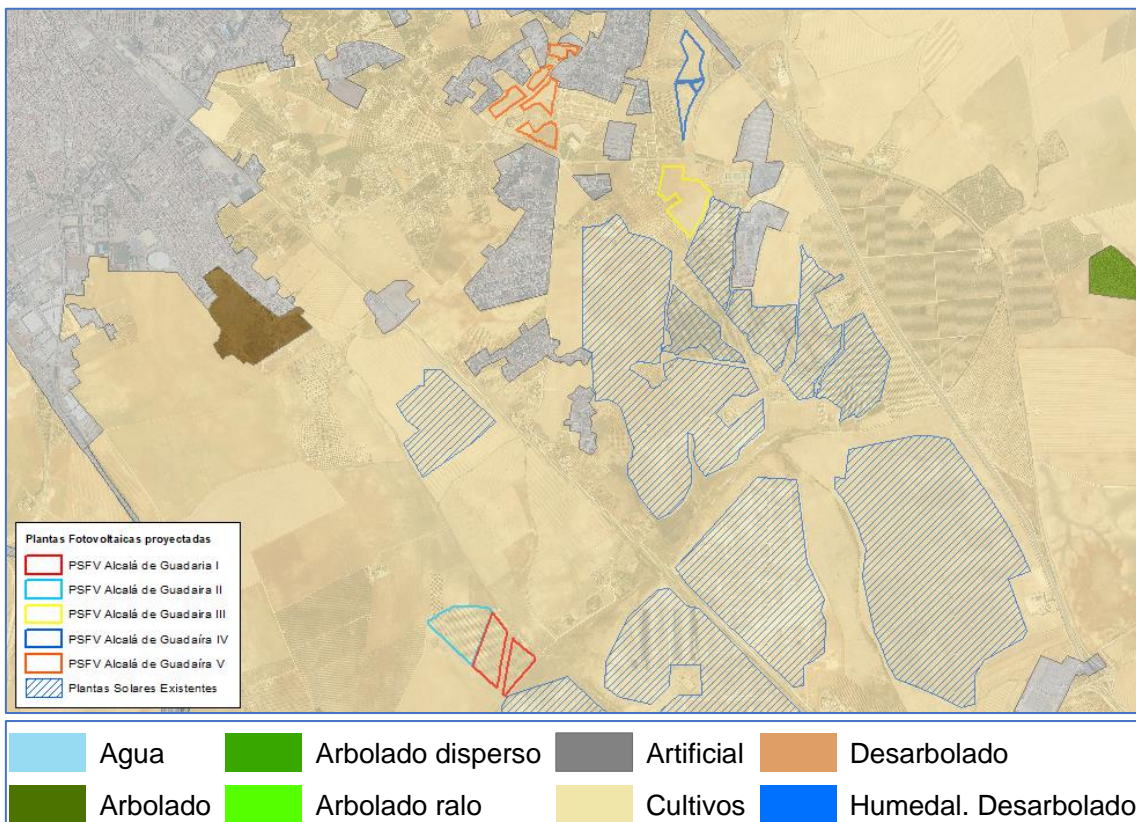 Plantas Fotovoltaicas proyectadas
PSFV Alcalá de Guadaria I
PSFV Alcalá de Guadaira II
PSFV Alcalá de Guadaira III
PSFV Alcalá de Guadaíra IV
PSFV Alcalá de Guadaíra V
Plantas Solares Existentes
Agua Arbolado disperso Artificial Desarbolado
Arbolado Arbolado ralo Cultivos Humedal. Desarbolado